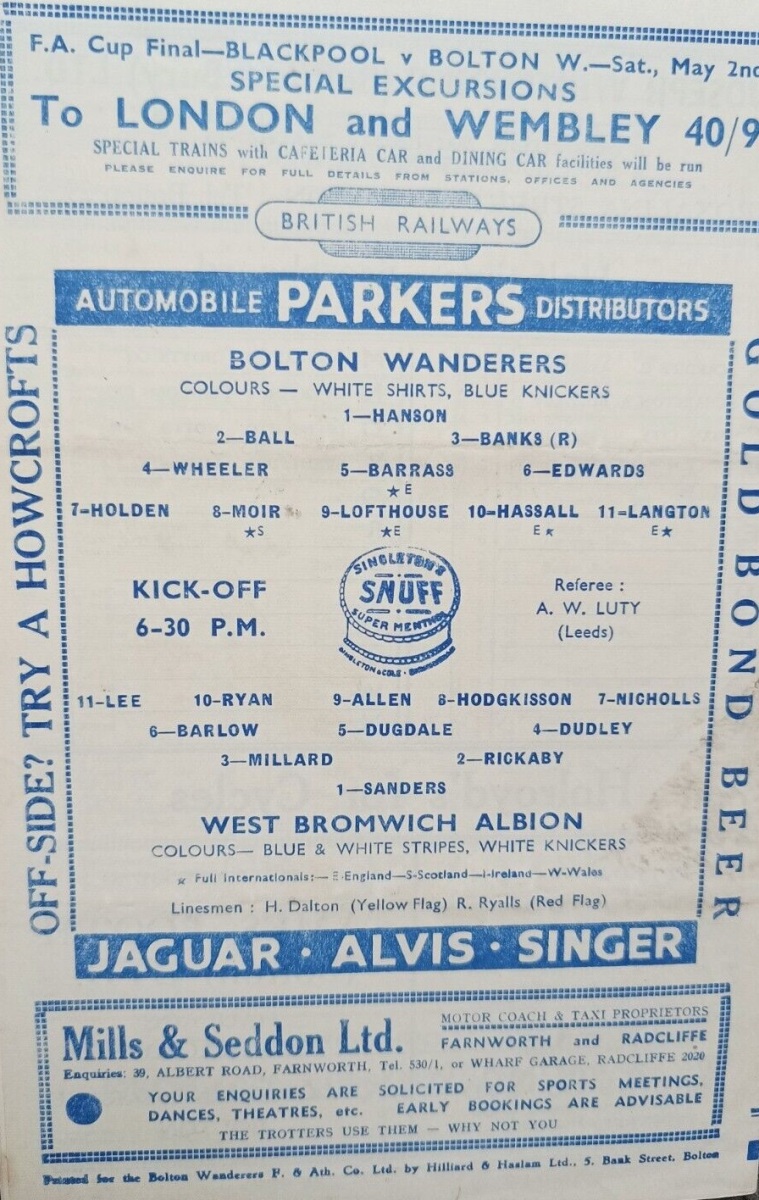 F.A. Cup Final—BLACKPOOL v BOLTON W.—Sat., May 2nd
SPECIAL EXCURSIONS
To LONDON and WEMBLEY 40/9
SPECIAL TRAINS with CAFETERIA CAR and DINING CAR facilities will be run
PLEASE ENQUIRE FOR FULL DETAILS FROM STATIONS, OFFICES AND AGENCIES
BRITISH RAILWAYS
AUTOMOBILE PARKERS DISTRIBUTORS
OFF-SIDE? TRY A HOWCROFTS
GOLD BOND BEER
BOLTON WANDERERS
COLOURS — WHITE SHIRTS, BLUE KNICKERS
1—HANSON
2—BALL 3—BANKS (R)
4—WHEELER 5—BARRASS 6—EDWARDS
★ E
7-HOLDEN 8-MOIR 9-LOFTHOUSE 10-HASSALL 11-LANGTON
★S ★E E★ E★
KICK-OFF
6-30 P.M.
SINGLETON'S
SNUFF
SUPER MENTHOL
SINGLETON & COLE
Referee :
A. W. LUTY
(Leeds)
11-LEE 10-RYAN 9-ALLEN 8-HODGKISSON 7-NICHOLLS
6—BARLOW 5—DUGDALE 4—DUDLEY
3—MILLARD 2—RICKABY
1—SANDERS
WEST BROMWICH ALBION
COLOURS— BLUE & WHITE STRIPES, WHITE KNICKERS
★ Full Internationals:— E-England—S-Scotland—I-Ireland—W-Wales
Linesmen : H. Dalton (Yellow Flag) R. Ryalls (Red Flag)
JAGUAR · ALVIS · SINGER
Mills & Seddon Ltd.
MOTOR COACH & TAXI PROPRIETORS
FARNWORTH and RADCLIFFE
Enquiries: 39, ALBERT ROAD, FARNWORTH, Tel. 530/1, or WHARF GARAGE, RADCLIFFE 2020
YOUR ENQUIRIES ARE SOLICITED FOR SPORTS MEETINGS,
DANCES, THEATRES, etc. EARLY BOOKINGS ARE ADVISABLE
THE TROTTERS USE THEM — WHY NOT YOU
Printed for the Bolton Wanderers F. & Ath. Co. Ltd. by Hilliard & Haslam Ltd., 5, Bank Street, Bolton